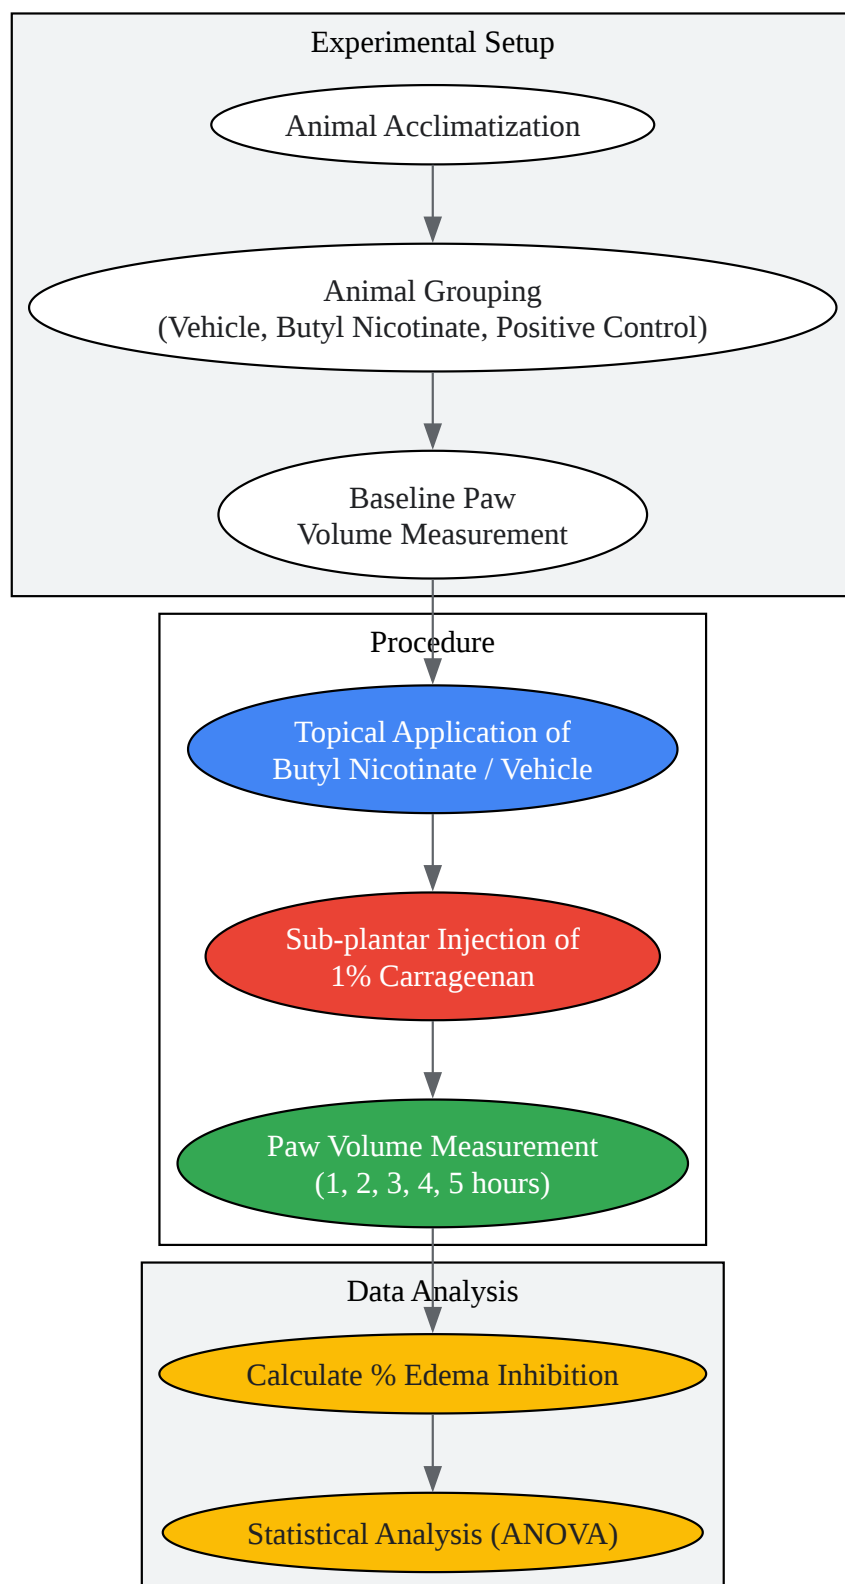 Experimental Setup
Animal Acclimatization
Animal Grouping
(Vehicle, Butyl Nicotinate, Positive Control)
Baseline Paw
Volume Measurement
Procedure
Topical Application of
Butyl Nicotinate / Vehicle
Sub-plantar Injection of
1% Carrageenan
Paw Volume Measurement
(1, 2, 3, 4, 5 hours)
Data Analysis
Calculate % Edema Inhibition
Statistical Analysis (ANOVA)